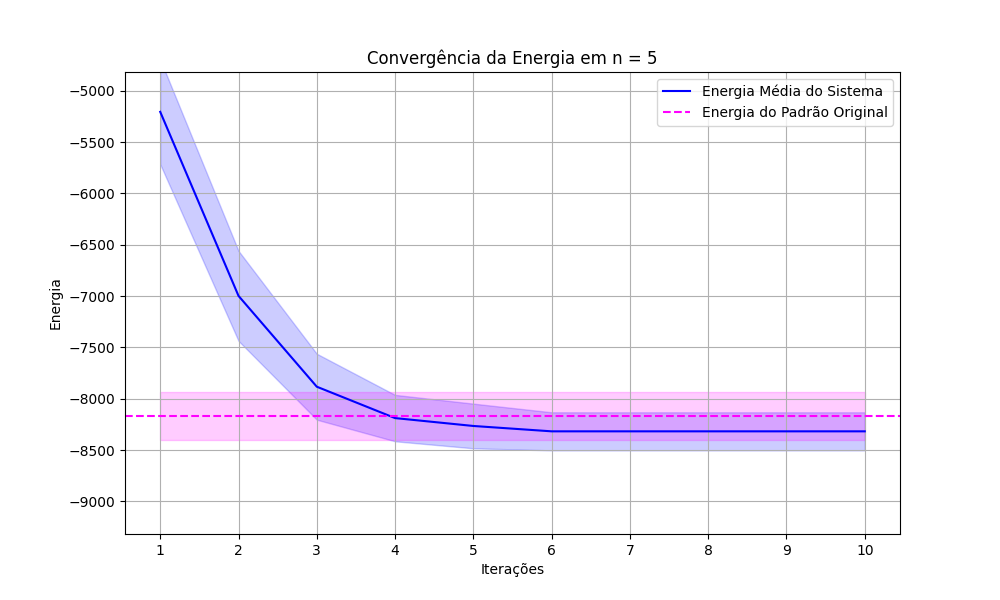 Convergência da Energia em n = 5
Energia Média do Sistema
Energia do Padrão Original
Energia
−5000
−5500
−6000
−6500
−7000
−7500
−8000
−8500
−9000
1 2 3 4 5 6 7 8 9 10
Iterações